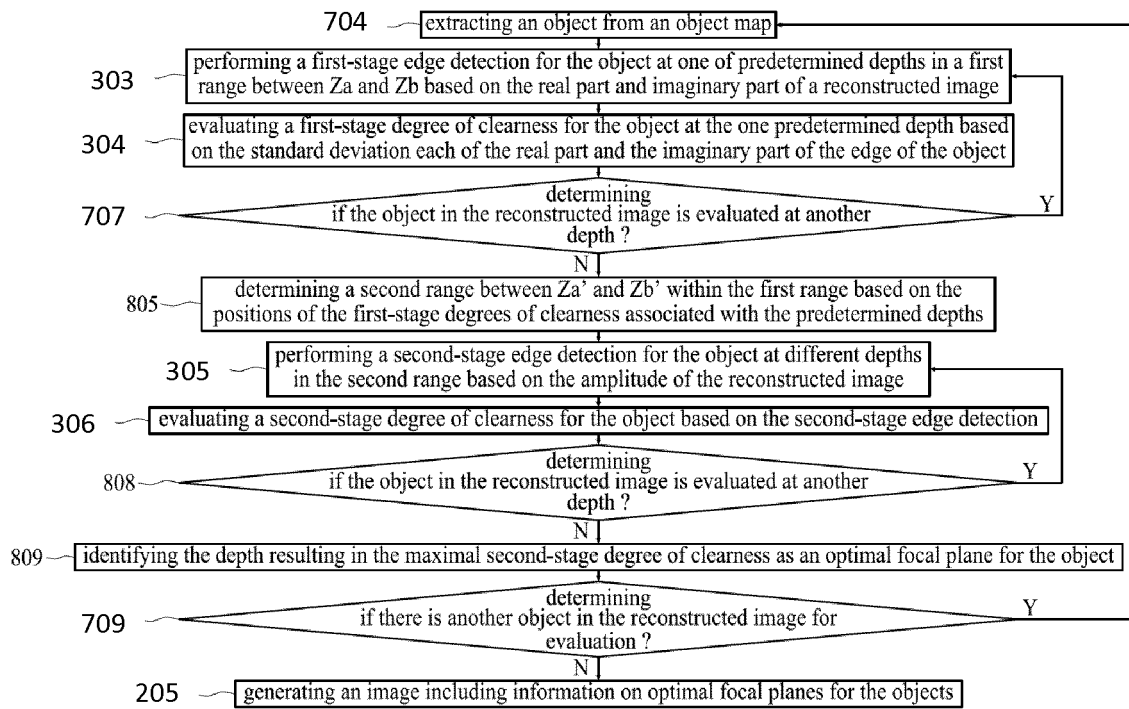 704 extracting an object from an object map
303 performing a first-stage edge detection for the object at one of predetermined depths in a first
range between Za and Zb based on the real part and imaginary part of a reconstructed image
304 evaluating a first-stage degree of clearness for the object at the one predetermined depth based
on the standard deviation each of the real part and the imaginary part of the edge of the object
determining
707 if the object in the reconstructed image is evaluated at another Y
depth ?
N
determining a second range between Za' and Zb' within the first range based on the
805 positions of the first-stage degrees of clearness associated with the predetermined depths
performing a second-stage edge detection for the object at different depths
305 in the second range based on the amplitude of the reconstructed image
306 evaluating a second-stage degree of clearness for the object based on the second-stage edge detection
determining
808 if the object in the reconstructed image is evaluated at another Y
depth ?
N
809 identifying the depth resulting in the maximal second-stage degree of clearness as an optimal focal plane for the object
determining
709 if there is another object in the reconstructed image for Y
evaluation ?
N
205 generating an image including information on optimal focal planes for the objects